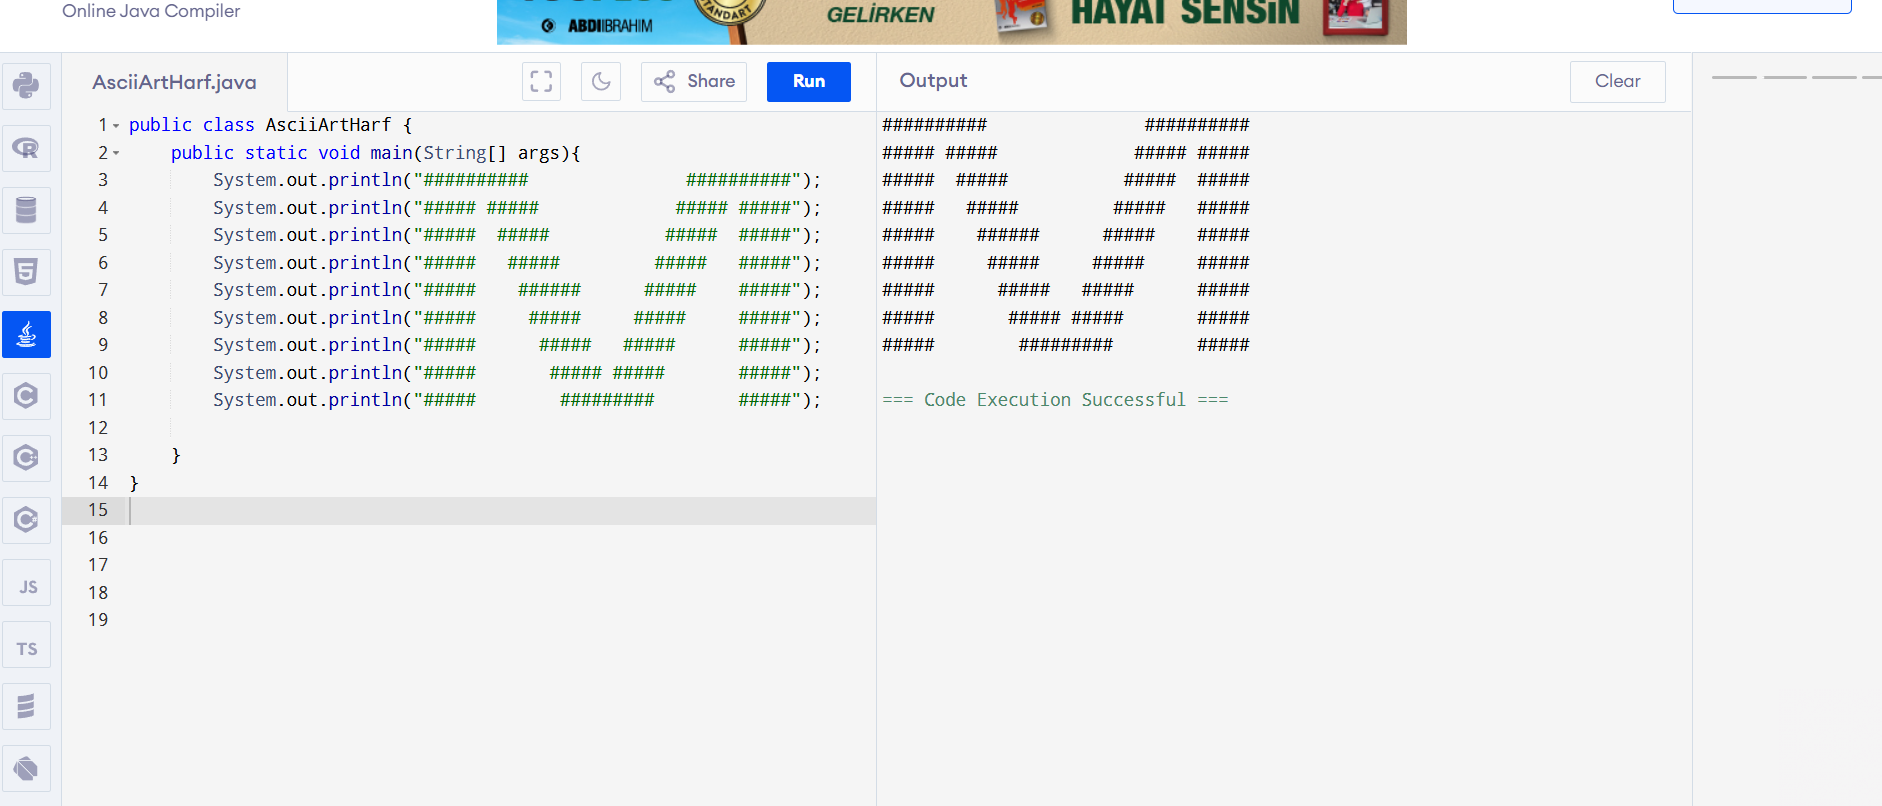 Online Java Compiler
STANDART
ABDİİBRAHİM
GELİRKEN
HAYAT SENSİN
AsciiArtHarf.java
Share
Run
Output
Clear
1 public class AsciiArtHarf {
2     public static void main(String[] args){
3         System.out.println("##########               ##########");
4         System.out.println("##### #####             ##### #####");
5         System.out.println("#####  #####           #####  #####");
6         System.out.println("#####   #####         #####   #####");
7         System.out.println("#####    ######      #####    #####");
8         System.out.println("#####     #####     #####     #####");
9         System.out.println("#####      #####   #####      #####");
10         System.out.println("#####       ##### #####       #####");
11         System.out.println("#####        #########        #####");
12
13     }
14 }
15
16
17
18
19
##########               ##########
##### #####             ##### #####
#####  #####           #####  #####
#####   #####         #####   #####
#####    ######      #####    #####
#####     #####     #####     #####
#####      #####   #####      #####
#####       ##### #####       #####
#####        #########        #####
=== Code Execution Successful ===
JS
TS